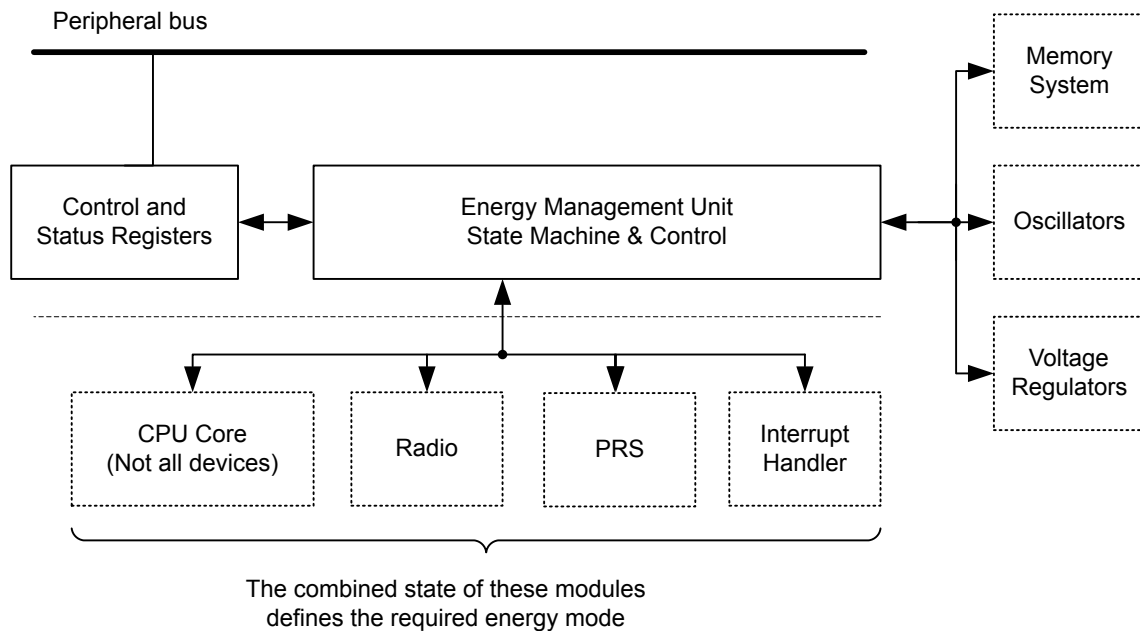 Peripheral bus
Memory
System
Control and
Status Registers
Energy Management Unit
State Machine & Control
Oscillators
Voltage
Regulators
CPU Core
(Not all devices)
Radio
PRS
Interrupt
Handler
The combined state of these modules
defines the required energy mode